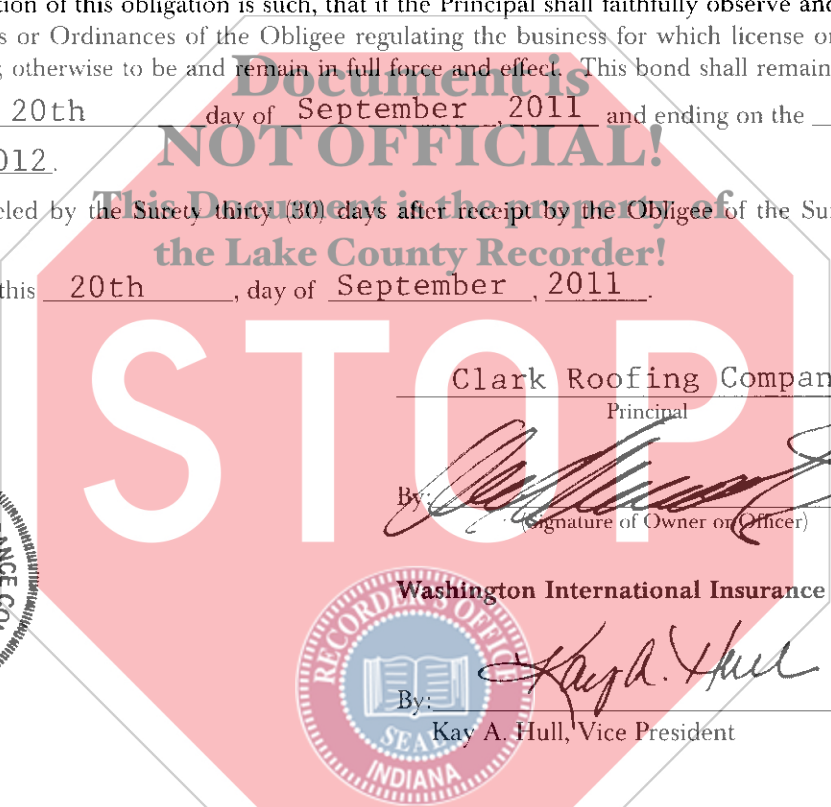 tion of this obligation is such, that if the Principal shall faithfully observe and
s or Ordinances of the Obligee regulating the business for which license or
; otherwise to be and remain in full force and effect. This bond shall remain
20th day of September, 2011 and ending on the
012.
eled by the Surety thirty (30) days after receipt by the Obligee of the Sur
this 20th, day of September, 2011.
Document is
NOT OFFICIAL!
This Document is the property of
the Lake County Recorder!
STOP
Clark Roofing Compan
Principal
By:
(Signature of Owner or Officer)
Washington International Insurance
By: Kay A. Hull
Kay A. Hull, Vice President
RANCE CO.
RECORDER'S OFFICE
SEAL
INDIANA